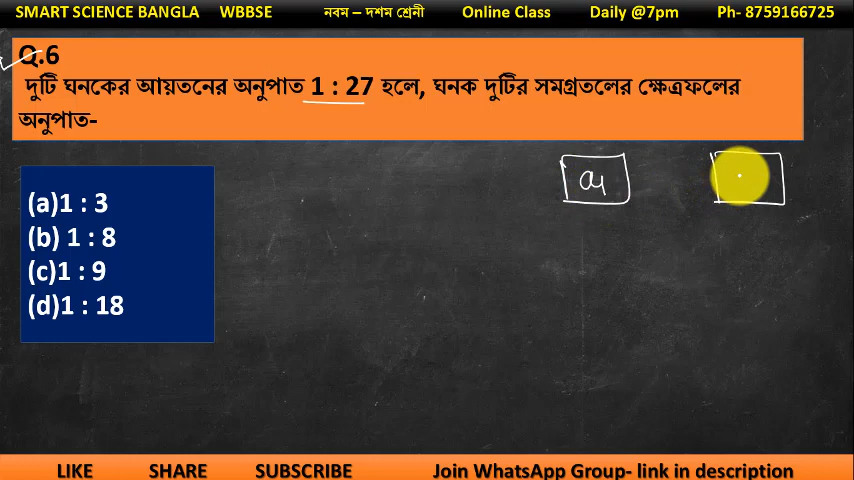 SMART SCIENCE BANGLA WBBSE নবম – দশম শ্রেনী Online Class Daily @7pm Ph- 8759166725
Q.6
দুটি ঘনকের আয়তনের অনুপাত 1 : 27 হলে, ঘনক দুটির সমগ্রতলের ক্ষেত্রফলের
অনুপাত-
(a)1 : 3
(b) 1 : 8
(c)1 : 9
(d)1 : 18
LIKE SHARE SUBSCRIBE Join WhatsApp Group- link in description